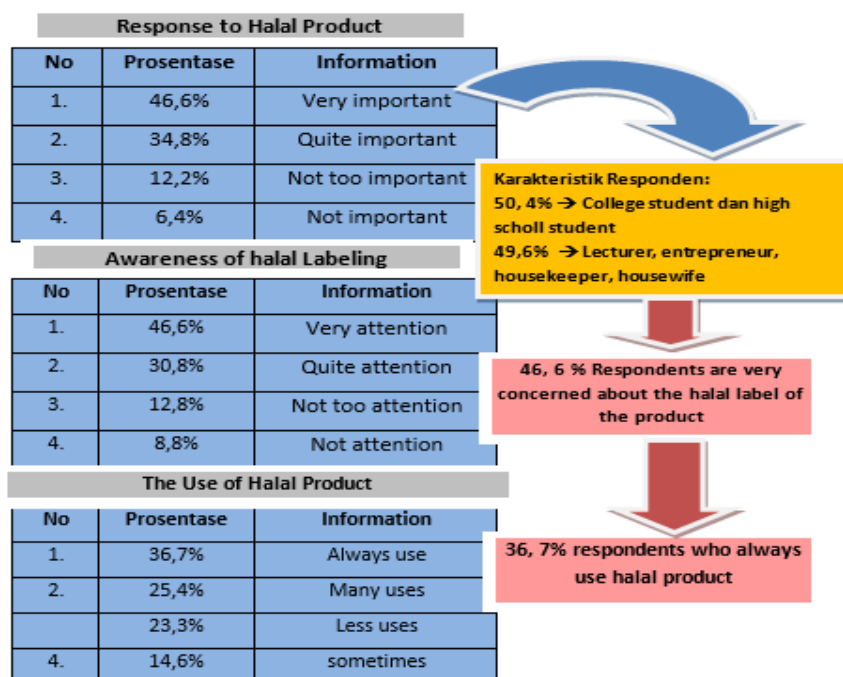 Response to Halal Product
No Prosentase Information
1. 46,6% Very important
2. 34,8% Quite important
3. 12,2% Not too important
4. 6,4% Not important
Awareness of halal Labeling
No Prosentase Information
1. 46,6% Very attention
2. 30,8% Quite attention
3. 12,8% Not too attention
4. 8,8% Not attention
The Use of Halal Product
No Prosentase Information
1. 36,7% Always use
2. 25,4% Many uses
23,3% Less uses
4. 14,6% sometimes
Karakteristik Responden:
50, 4% → College student dan high
scholl student
49,6% → Lecturer, entrepreneur,
housekeeper, housewife
46, 6 % Respondents are very
concerned about the halal label of
the product
36, 7% respondents who always
use halal product